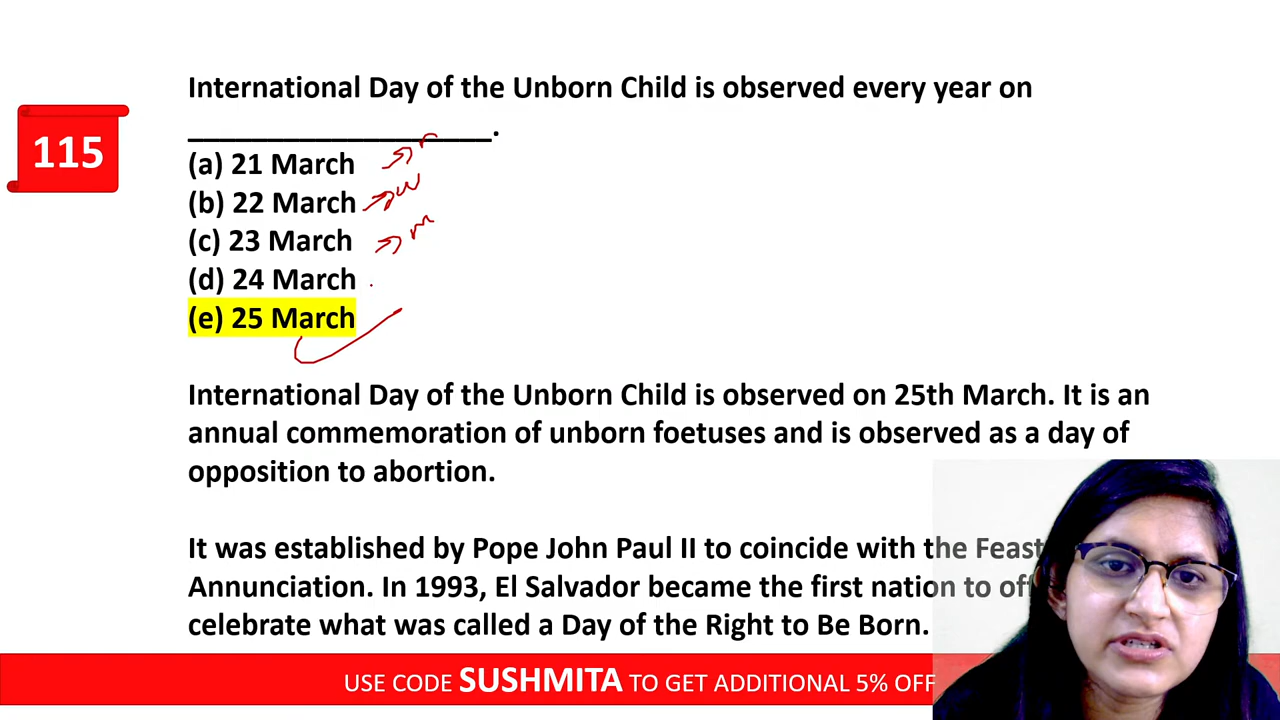 115
International Day of the Unborn Child is observed every year on
____________________.
(a) 21 March
(b) 22 March
(c) 23 March
(d) 24 March
(e) 25 March
International Day of the Unborn Child is observed on 25th March. It is an
annual commemoration of unborn foetuses and is observed as a day of
opposition to abortion.
It was established by Pope John Paul II to coincide with the Feast
Annunciation. In 1993, El Salvador became the first nation to
celebrate what was called a Day of the Right to Be Born.
USE CODE SUSHMITA TO GET ADDITIONAL 5% OFF